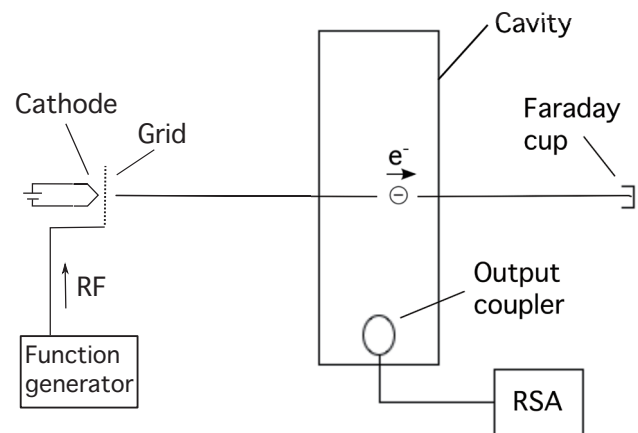 Cavity
Cathode
Grid
Faraday
cup
e⁻
RF
Output
coupler
Function
generator
RSA